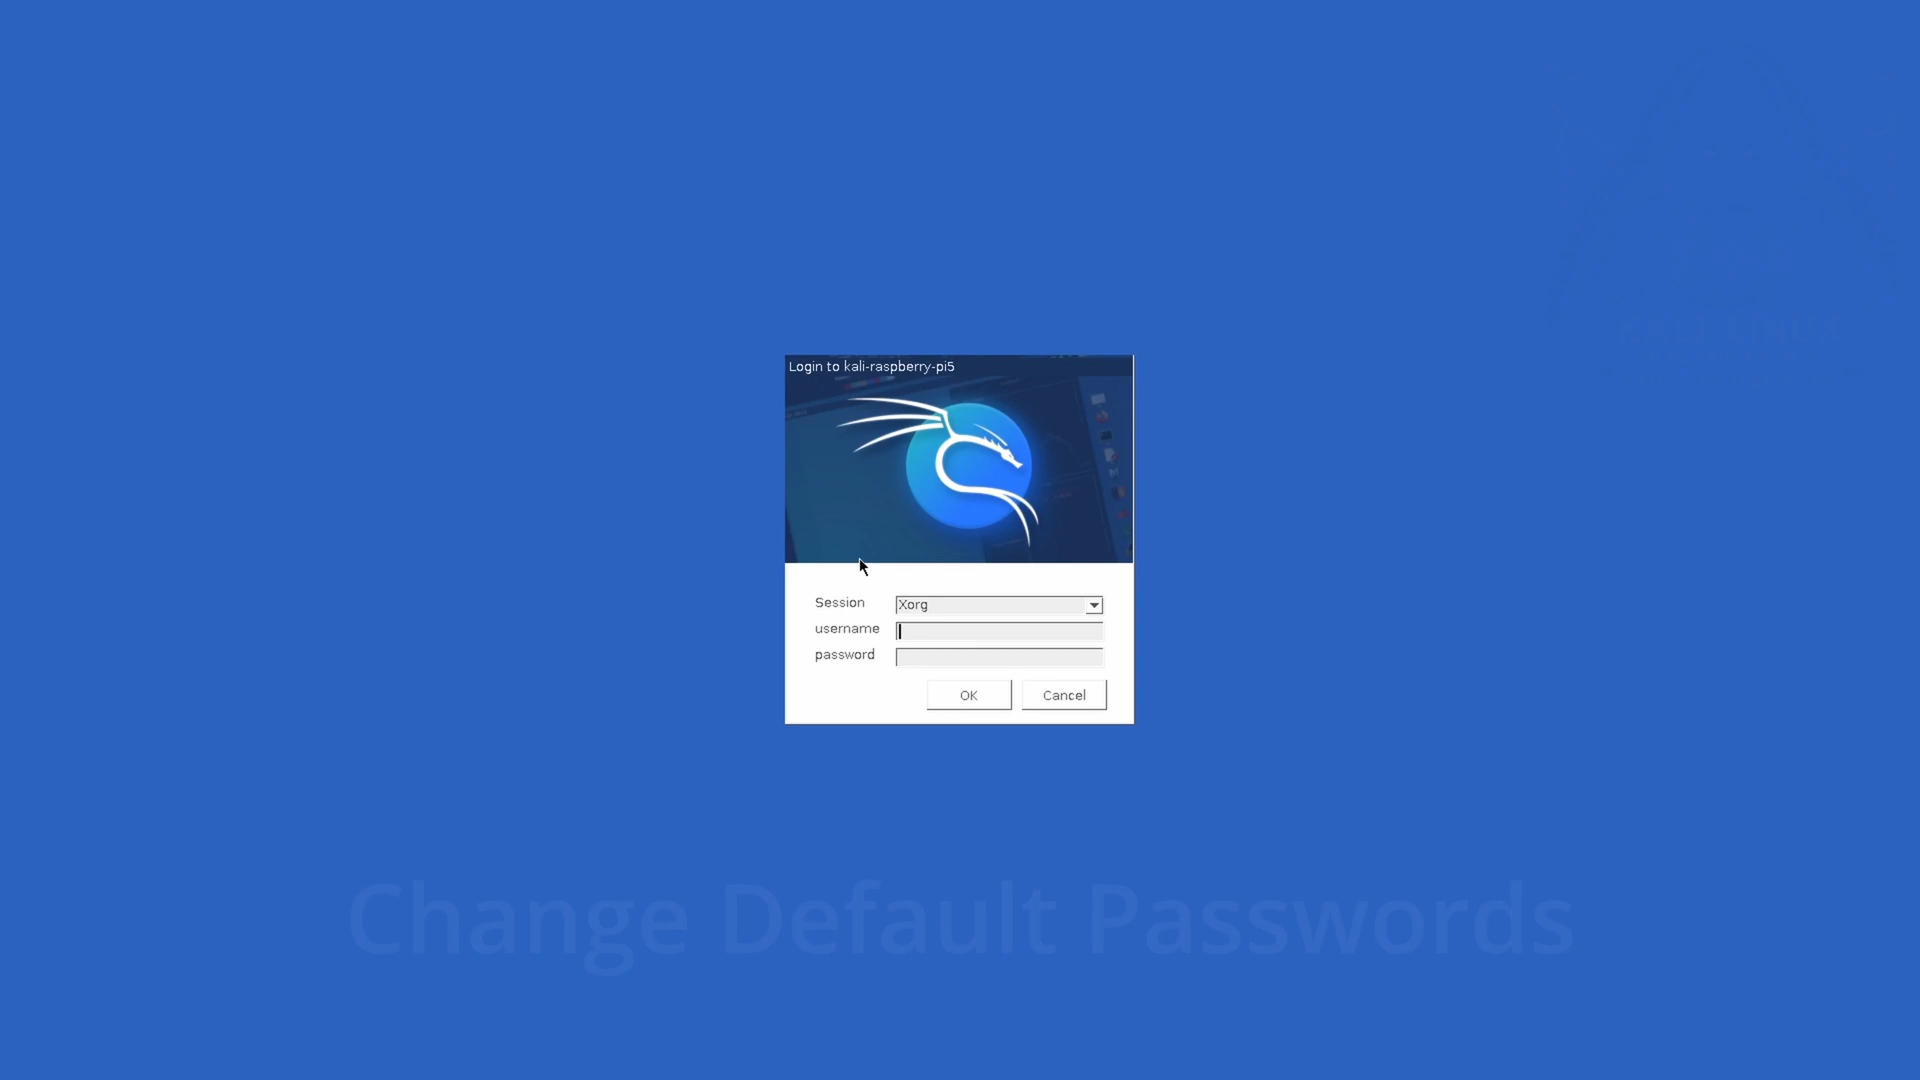 Login to kali-raspberry-pi5
Session
Xorg
username
password
OK
Cancel
Change Default Passwords